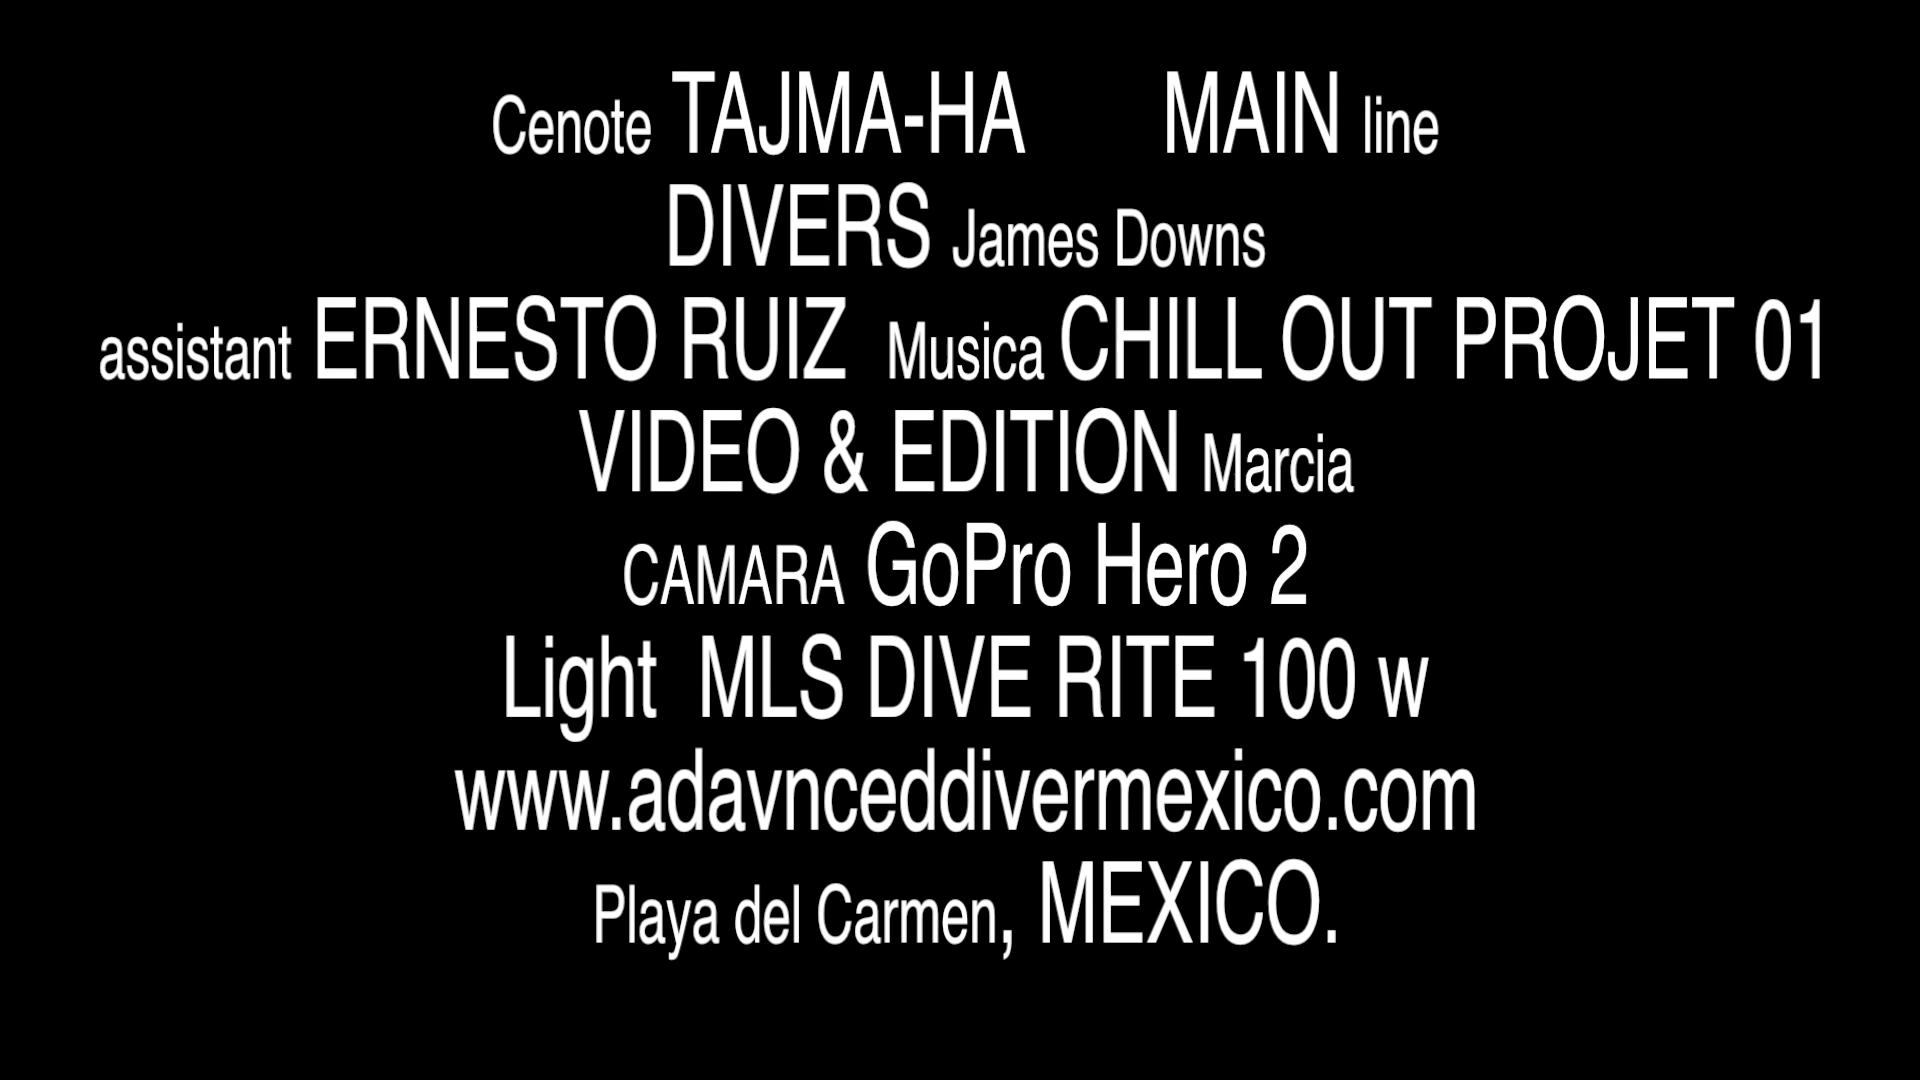 Cenote TAJMA-HA MAIN line
DIVERS James Downs
assistant ERNESTO RUIZ Musica CHILL OUT PROJET 01
VIDEO & EDITION Marcia
CAMARA GoPro Hero 2
Light MLS DIVE RITE 100 w
www.adavnceddivermexico.com
Playa del Carmen, MEXICO.